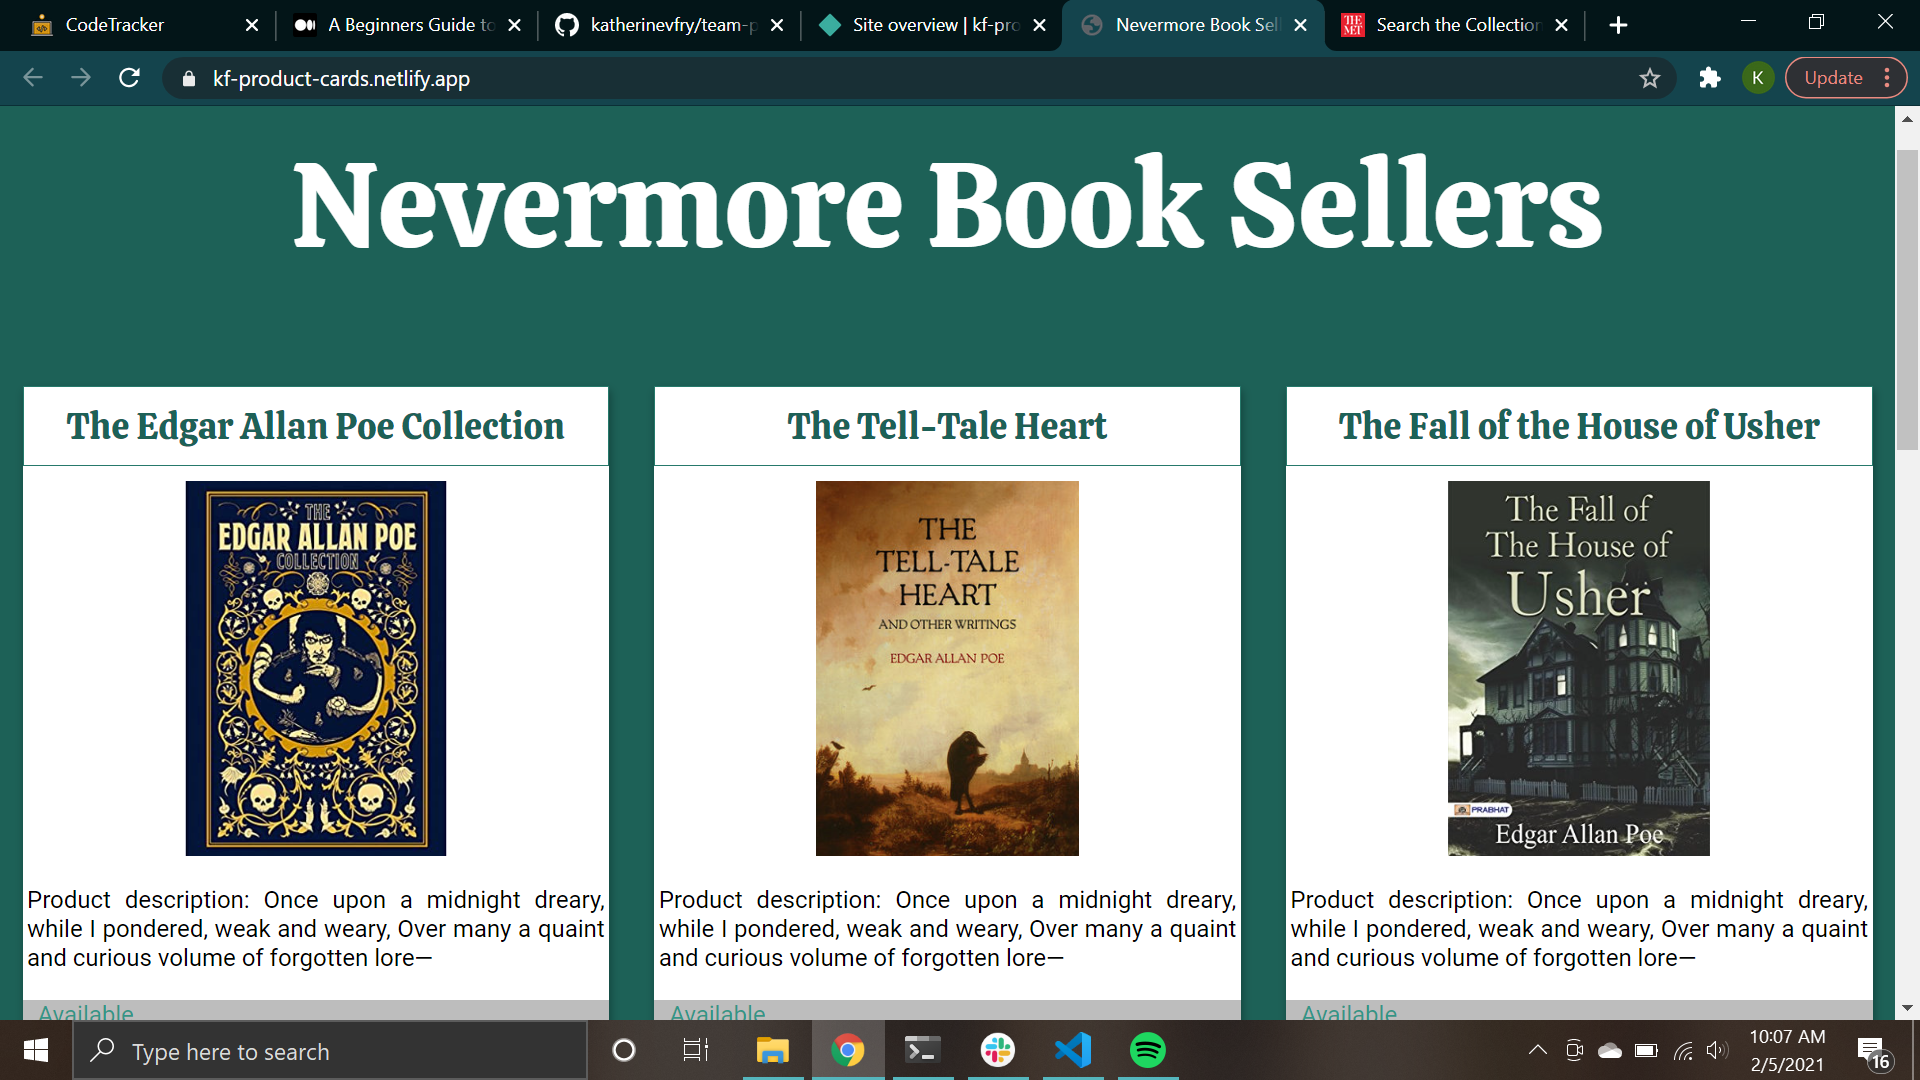 CodeTracker
A Beginners Guide to
katherinevfry/team-p
Site overview | kf-pro
Nevermore Book Sell
THE MET
Search the Collection
kf-product-cards.netlify.app
K
Update
Nevermore Book Sellers
The Edgar Allan Poe Collection
THE
EDGAR ALLAN POE
COLLECTION
Product description: Once upon a midnight dreary,
while I pondered, weak and weary, Over many a quaint
and curious volume of forgotten lore—
Available
The Tell-Tale Heart
THE
TELL-TALE
HEART
AND OTHER WRITINGS
EDGAR ALLAN POE
Product description: Once upon a midnight dreary,
while I pondered, weak and weary, Over many a quaint
and curious volume of forgotten lore—
Available
The Fall of the House of Usher
The Fall of
The House of
Usher
PRABHAT
Edgar Allan Poe
Product description: Once upon a midnight dreary,
while I pondered, weak and weary, Over many a quaint
and curious volume of forgotten lore—
Available
Type here to search
10:07 AM
2/5/2021
16